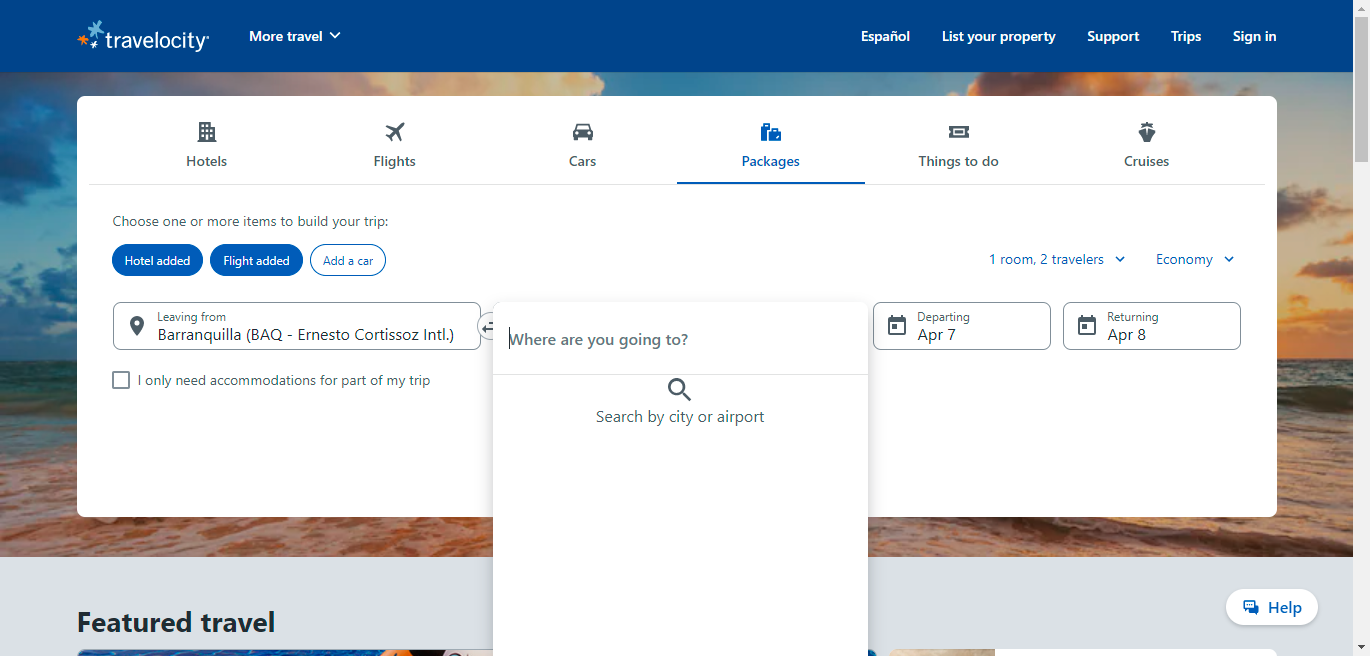 travelocity
More travel
Español
List your property
Support
Trips
Sign in
Hotels
Flights
Cars
Packages
Things to do
Cruises
Choose one or more items to build your trip:
Hotel added
Flight added
Add a car
1 room, 2 travelers
Economy
Leaving from
Barranquilla (BAQ - Ernesto Cortissoz Intl.)
Where are you going to?
Departing
Apr 7
Returning
Apr 8
I only need accommodations for part of my trip
Search by city or airport
Featured travel
Help